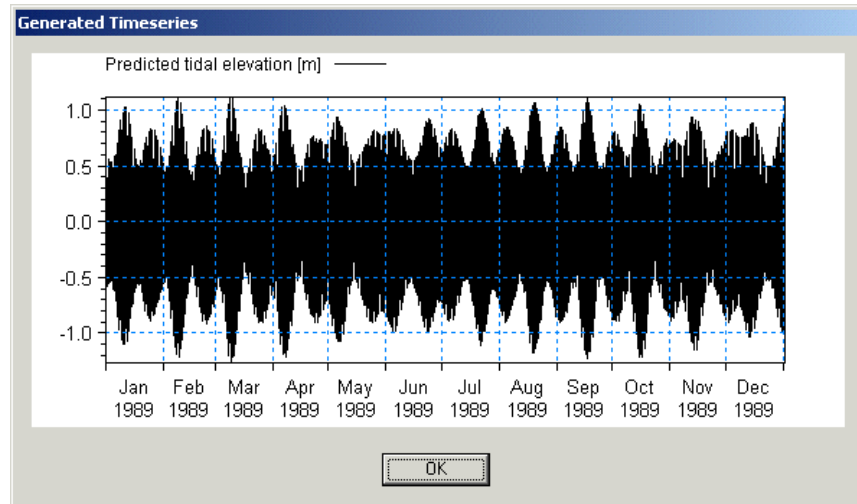 Generated Timeseries
Predicted tidal elevation [m]
1.0
0.5
0.0
-0.5
-1.0
Jan Feb Mar Apr May Jun Jul Aug Sep Oct Nov Dec
1989 1989 1989 1989 1989 1989 1989 1989 1989 1989 1989 1989
OK